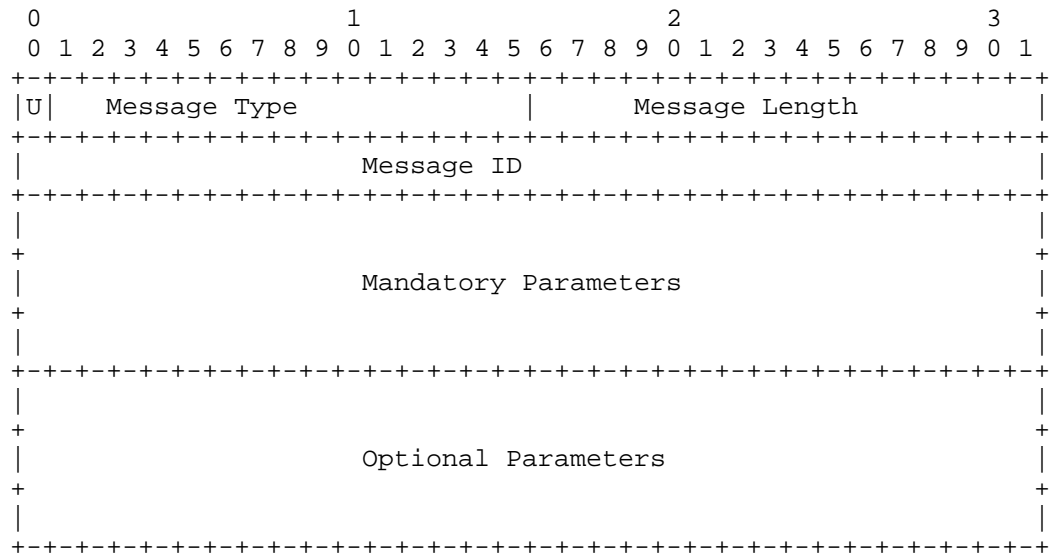 0                   1                   2                   3
 0 1 2 3 4 5 6 7 8 9 0 1 2 3 4 5 6 7 8 9 0 1 2 3 4 5 6 7 8 9 0 1
+-+-+-+-+-+-+-+-+-+-+-+-+-+-+-+-+-+-+-+-+-+-+-+-+-+-+-+-+-+-+-+-+
|U|   Message Type              |      Message Length           |
+-+-+-+-+-+-+-+-+-+-+-+-+-+-+-+-+-+-+-+-+-+-+-+-+-+-+-+-+-+-+-+-+
|                     Message ID                                |
+-+-+-+-+-+-+-+-+-+-+-+-+-+-+-+-+-+-+-+-+-+-+-+-+-+-+-+-+-+-+-+-+
|                                                               |
+                                                               +
|                     Mandatory Parameters                      |
+                                                               +
|                                                               |
+-+-+-+-+-+-+-+-+-+-+-+-+-+-+-+-+-+-+-+-+-+-+-+-+-+-+-+-+-+-+-+-+
|                                                               |
+                                                               +
|                     Optional Parameters                       |
+                                                               +
|                                                               |
+-+-+-+-+-+-+-+-+-+-+-+-+-+-+-+-+-+-+-+-+-+-+-+-+-+-+-+-+-+-+-+-+